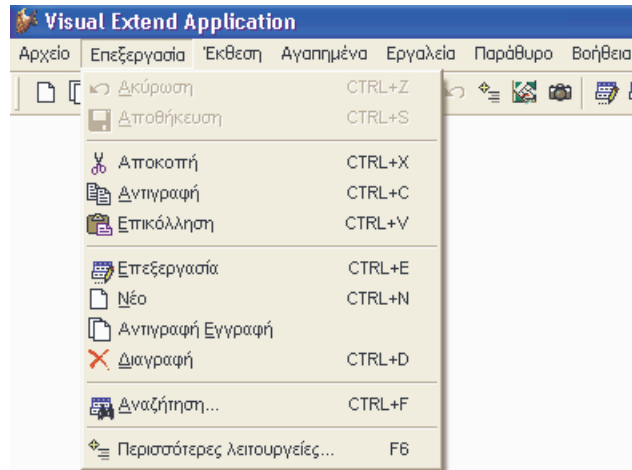 Visual Extend Application
Αρχείο Επεξεργασία Έκθεση Αγαπημένα Εργαλεία Παράθυρο Βοήθεια
Ακύρωση CTRL+Z
Αποθήκευση CTRL+S
Αποκοπή CTRL+X
Αντιγραφή CTRL+C
Επικόλληση CTRL+V
Επεξεργασία CTRL+E
Νέο CTRL+N
Αντιγραφή Εγγραφή
Διαγραφή CTRL+D
Αναζήτηση... CTRL+F
Περισσότερες λειτουργείες... F6